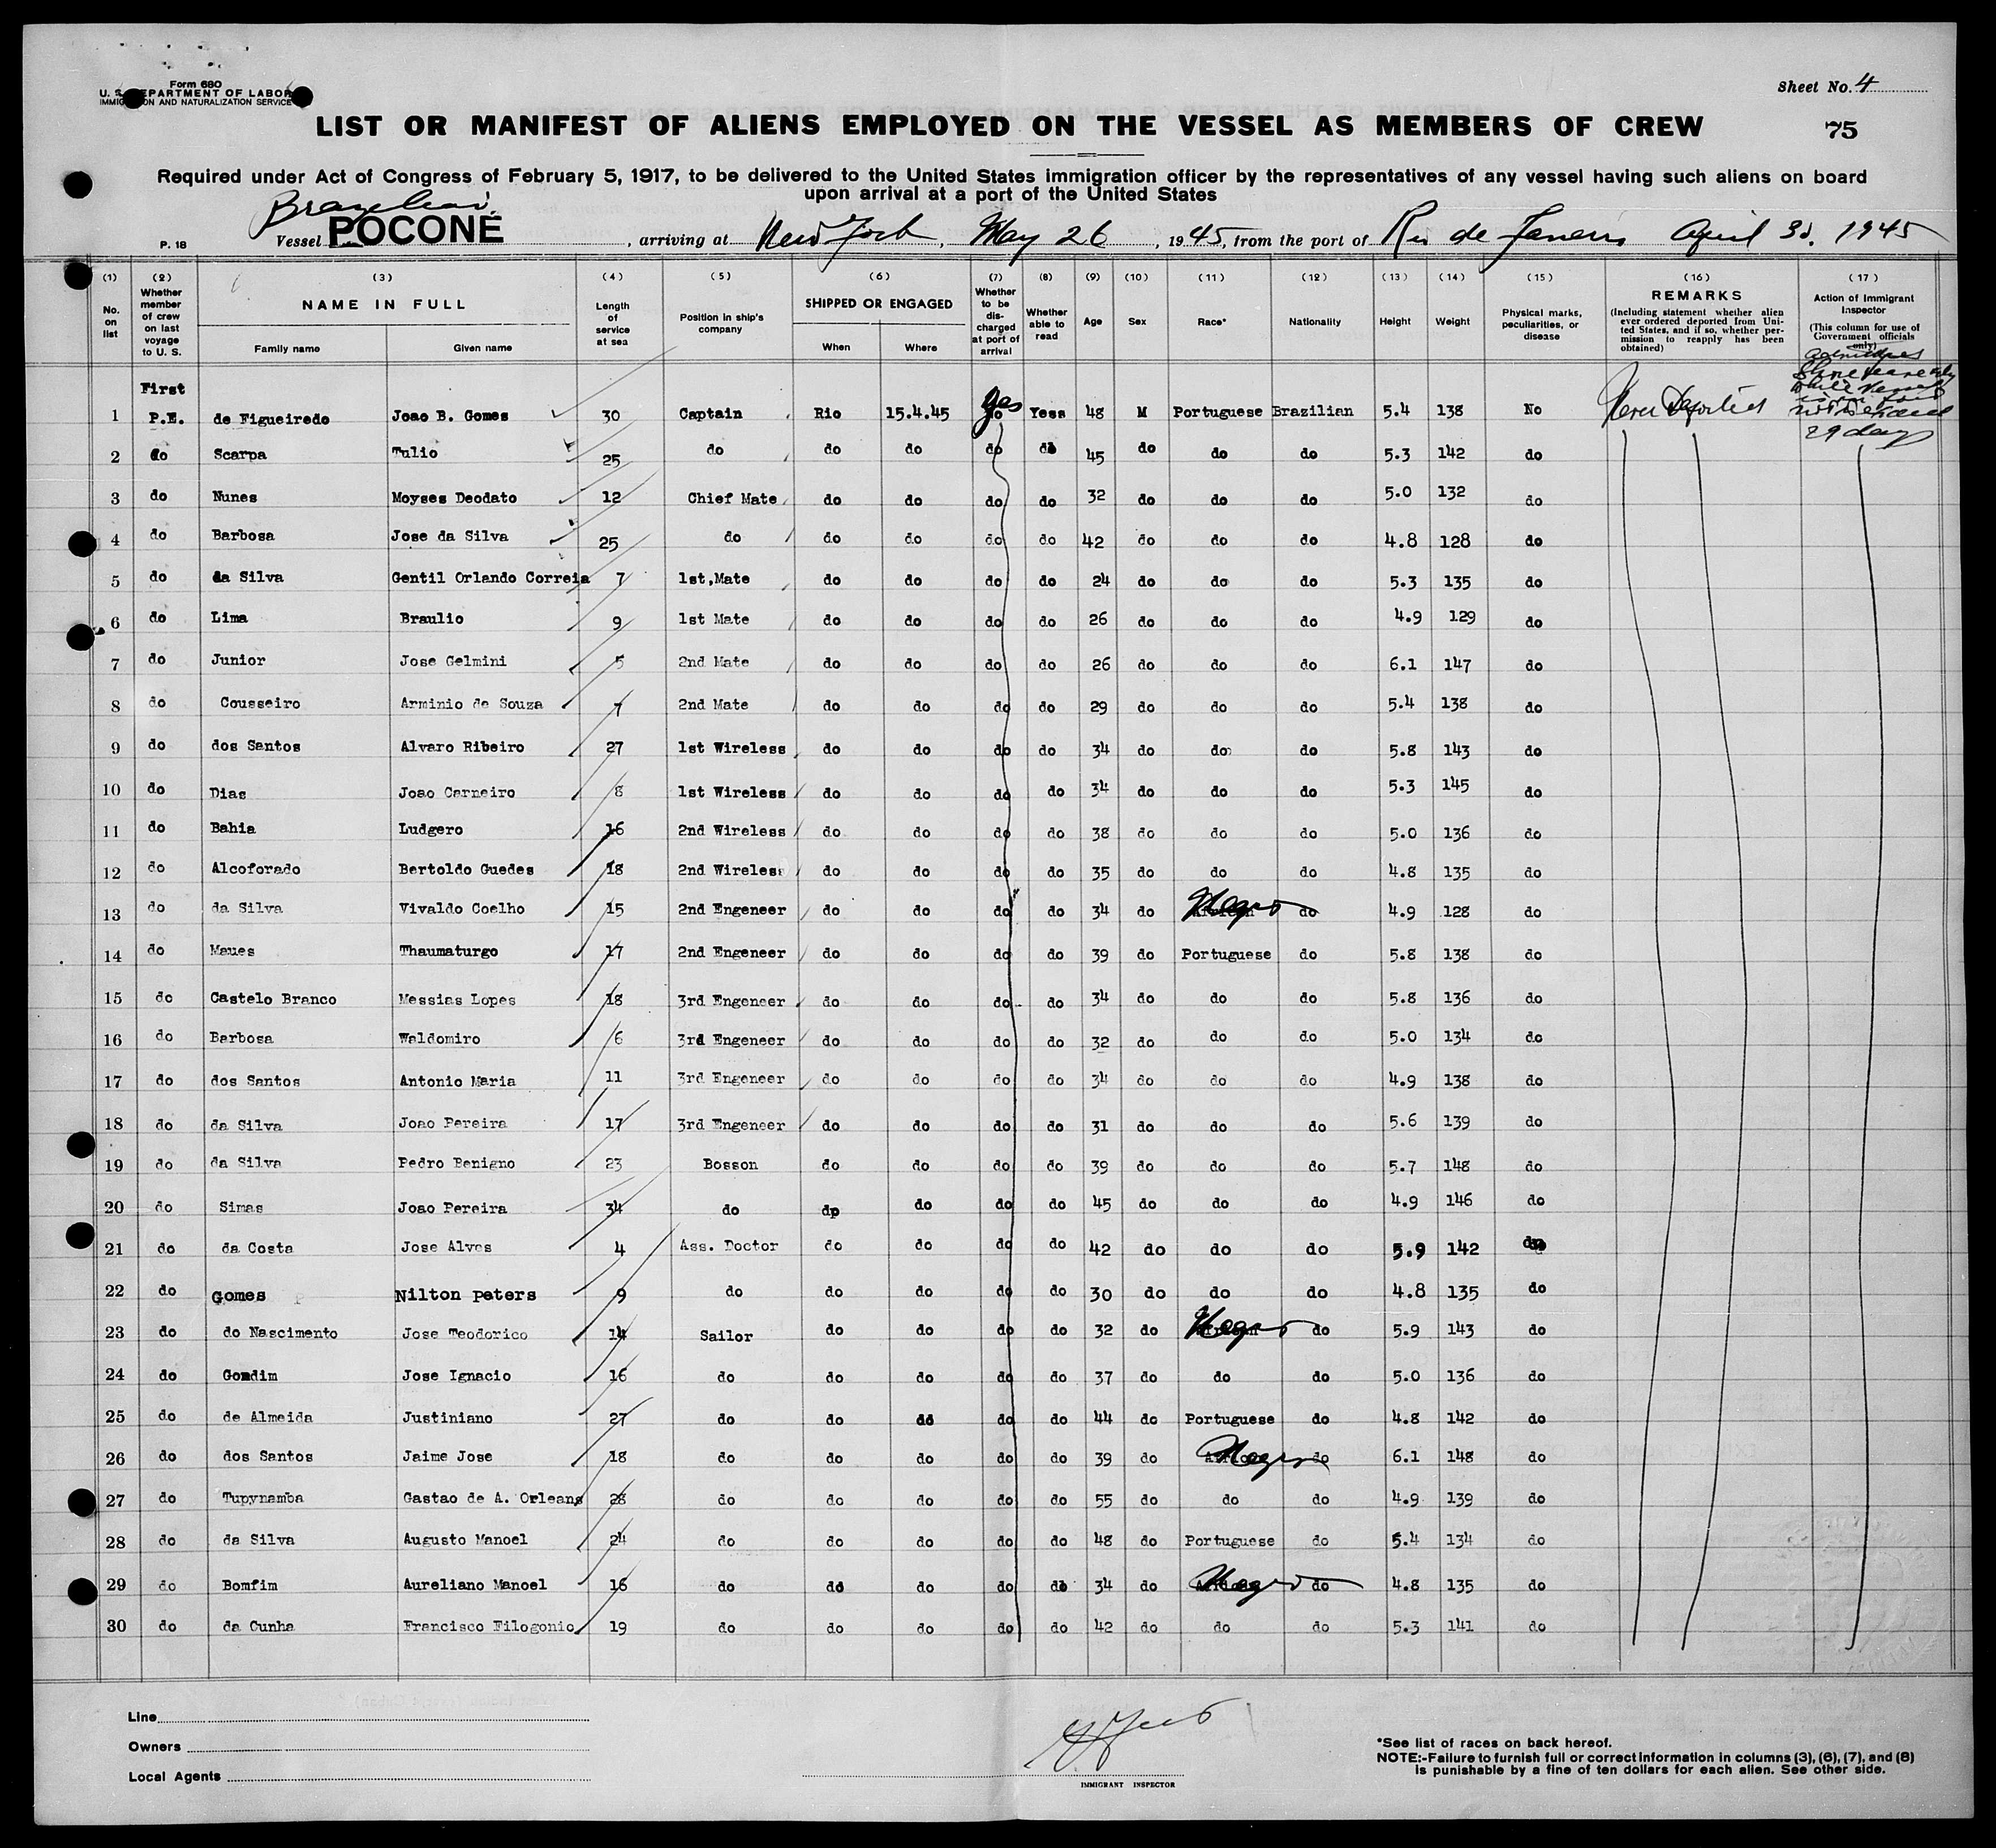 Form 680
U. S. DEPARTMENT OF LABOR
IMMIGRATION AND NATURALIZATION SERVICE
Sheet No. 4
LIST OR MANIFEST OF ALIENS EMPLOYED ON THE VESSEL AS MEMBERS OF CREW
75
Required under Act of Congress of February 5, 1917, to be delivered to the United States immigration officer by the representatives of any vessel having such aliens on board
upon arrival at a port of the United States
P. 18 Brazilian Vessel POCONE, arriving at New York, May 26, 1945, from the port of Rio de Janeiro April 30, 1945
(1) (2) (3) (4) (5) (6) (7) (8) (9) (10) (11) (12) (13) (14) (15) (16) (17)
No. on list
Whether member of crew on last voyage to U. S.
NAME IN FULL
Family name
Given name
Length of service at sea
Position in ship's company
SHIPPED OR ENGAGED
When
Where
Whether to be discharged at port of arrival
Whether able to read
Age
Sex
Race*
Nationality
Height
Weight
Physical marks, peculiarities, or disease
REMARKS
(Including statement whether alien ever ordered deported from United States, and if so, whether permission to reapply has been obtained)
Action of Immigrant Inspector
(This column for use of Government officials only)
1 First P.E. de Figueiredo Joao B. Gomes 30 Captain Rio 15.4.45 yes Yess 48 M Portuguese Brazilian 5.4 138 No Never Deported
29 days
2 do Scarpa Tulio 25 do do do do do 45 do do do 5.3 142 do
3 do Nunes Moyses Deodato 12 Chief Mate do do do do 32 do do do 5.0 132 do
4 do Barbosa Jose da Silva 25 do do do do do 42 do do do 4.8 128 do
5 do da Silva Gentil Orlando Correia 7 1st,Mate do do do do 24 do do do 5.3 135 do
6 do Lima Braulio 9 1st Mate do do do do 26 do do do 4.9 129 do
7 do Junior Jose Gelmini 5 2nd Mate do do do do 26 do do do 6.1 147 do
8 do Cousseiro Arminio de Souza 7 2nd Mate do do do do 29 do do do 5.4 138 do
9 do dos Santos Alvaro Ribeiro 27 1st Wireless do do do do 34 do do do 5.8 143 do
10 do Dias Joao Carneiro 8 1st Wireless do do do do 34 do do do 5.3 145 do
11 do Bahia Ludgero 16 2nd Wireless do do do do 38 do do do 5.0 136 do
12 do Alcoforado Bertoldo Guedes 18 2nd Wireless do do do do 35 do do do 4.8 135 do
13 do da Silva Vivaldo Coelho 15 2nd Engeneer do do do do 34 do Negro do 4.9 128 do
14 do Maues Thaumaturgo 17 2nd Engeneer do do do do 39 do Portuguese do 5.8 138 do
15 do Castelo Branco Messias Lopes 18 3rd Engeneer do do do do 34 do do do 5.8 136 do
16 do Barbosa Waldomiro 6 3rd Engeneer do do do do 32 do do do 5.0 134 do
17 do dos Santos Antonio Maria 11 3rd Engeneer do do do do 34 do do do 4.9 138 do
18 do da Silva Joao Pereira 17 3rd Engeneer do do do do 31 do do do 5.6 139 do
19 do da Silva Pedro Benigno 23 Bosson do do do do 39 do do do 5.7 148 do
20 do Simas Joao Pereira 34 do dp do do do 45 do do do 4.9 146 do
21 do da Costa Jose Alves 4 Ass. Doctor do do do do 42 do do do 5.9 142 do
22 do Gomes Nilton Peters 9 do do do do do 30 do do do 4.8 135 do
23 do do Nascimento Jose Teodorico 14 Sailor do do do do 32 do Negro do 5.9 143 do
24 do Gondim Jose Ignacio 16 do do do do do 37 do do do 5.0 136 do
25 do de Almeida Justiniano 27 do do dd do do 44 do Portuguese do 4.8 142 do
26 do dos Santos Jaime Jose 18 do do do do do 39 do Negro do 6.1 148 do
27 do Tupynamba Gastao de A. Orleans 28 do do do do do 55 do do do 4.9 139 do
28 do da Silva Augusto Manoel 24 do do do do do 48 do Portuguese do 5.4 134 do
29 do Bomfim Aureliano Manoel 16 do dd do do do 34 do Negro do 4.8 135 do
30 do da Cunha Francisco Filogonio 19 do do do do do 42 do do do 5.3 141 do
Line
Owners
Local Agents
IMMIGRANT INSPECTOR
*See list of races on back hereof.
NOTE:-Failure to furnish full or correct information in columns (3), (6), (7), and (8)
is punishable by a fine of ten dollars for each alien. See other side.